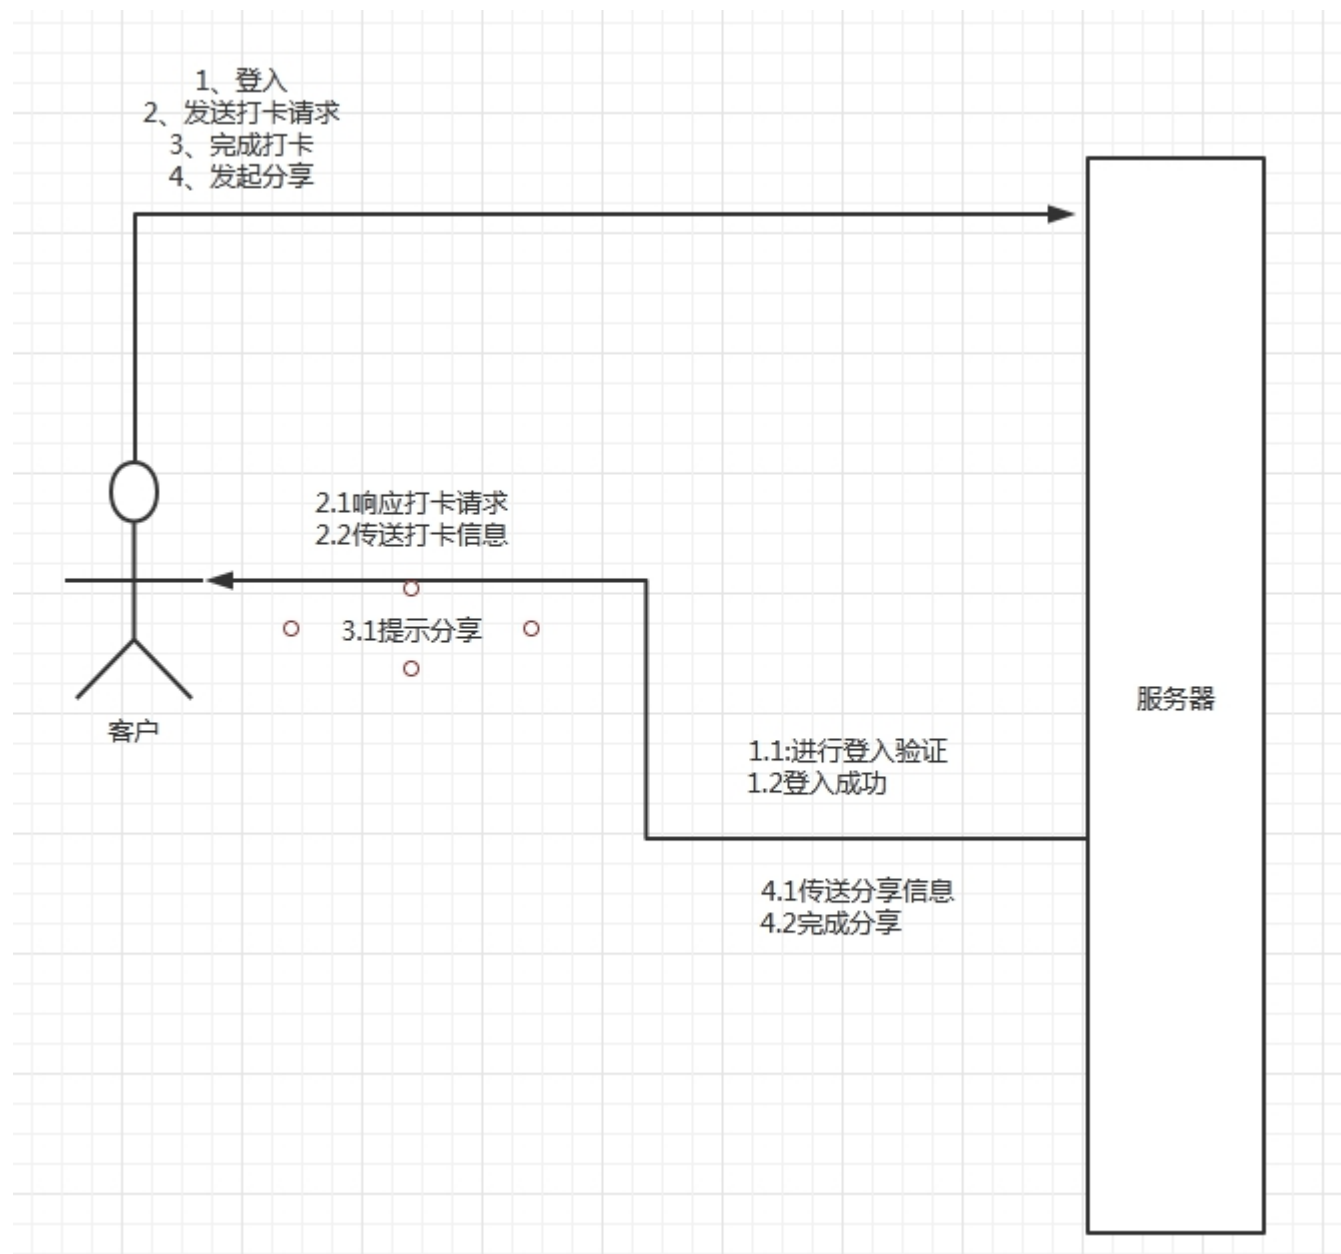 1、登入
2、发送打卡请求
3、完成打卡
4、发起分享
2.1响应打卡请求
2.2传送打卡信息
3.1提示分享
客户
服务器
1.1:进行登入验证
1.2登入成功
4.1传送分享信息
4.2完成分享